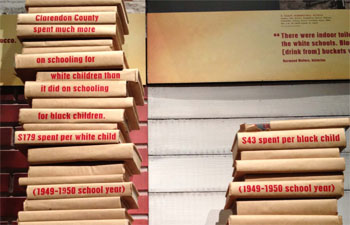 Clarendon County
spent much more
on schooling for
white children than
it did on schooling
for black children.
$179 spent per white child
(1949-1950 school year)
There were indoor toile
the white schools. Bla
[drink from] buckets
$43 spent per black child
(1949-1950 school year)